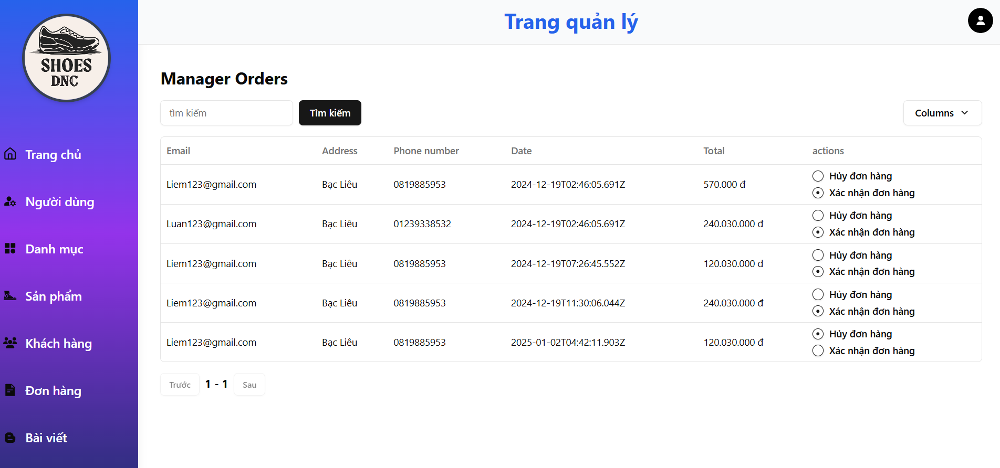 SHOES
DNC
Trang chủ
Người dùng
Danh mục
Sản phẩm
Khách hàng
Đơn hàng
Bài viết
Trang quản lý
Manager Orders
tìm kiếm
Tìm kiếm
Columns
Email Address Phone number Date Total actions
Liem123@gmail.com Bạc Liêu 0819885953 2024-12-19T02:46:05.691Z 570.000 đ Hủy đơn hàng
Xác nhận đơn hàng
Luan123@gmail.com Bạc Liêu 01239338532 2024-12-19T02:46:05.691Z 240.030.000 đ Hủy đơn hàng
Xác nhận đơn hàng
Liem123@gmail.com Bạc Liêu 0819885953 2024-12-19T07:26:45.552Z 120.030.000 đ Hủy đơn hàng
Xác nhận đơn hàng
Liem123@gmail.com Bạc Liêu 0819885953 2024-12-19T11:30:06.044Z 240.030.000 đ Hủy đơn hàng
Xác nhận đơn hàng
Liem123@gmail.com Bạc Liêu 0819885953 2025-01-02T04:42:11.903Z 120.030.000 đ Hủy đơn hàng
Xác nhận đơn hàng
Trước 1 - 1 Sau